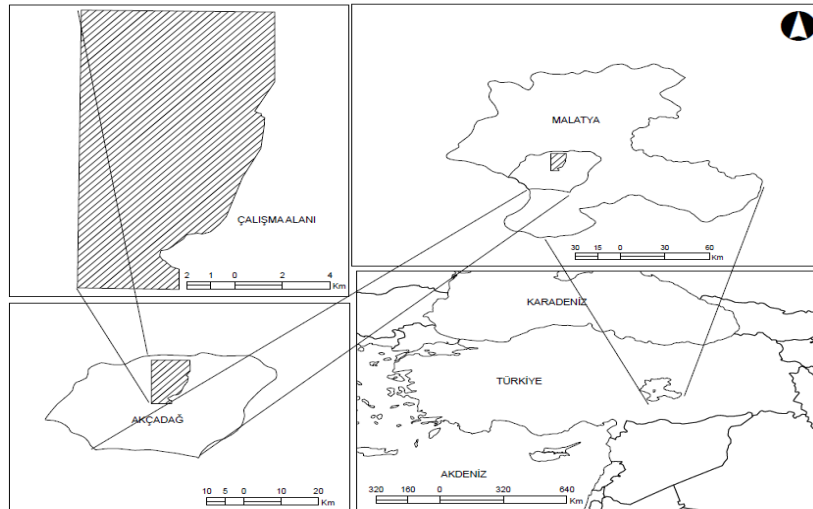 ÇALIŞMA ALANI
2 1 0 2 4
Km
MALATYA
30 15 0 30 60
Km
AKÇADAĞ
10 5 0 10 20
Km
KARADENİZ
TÜRKİYE
AKDENİZ
320 160 0 320 640
Km